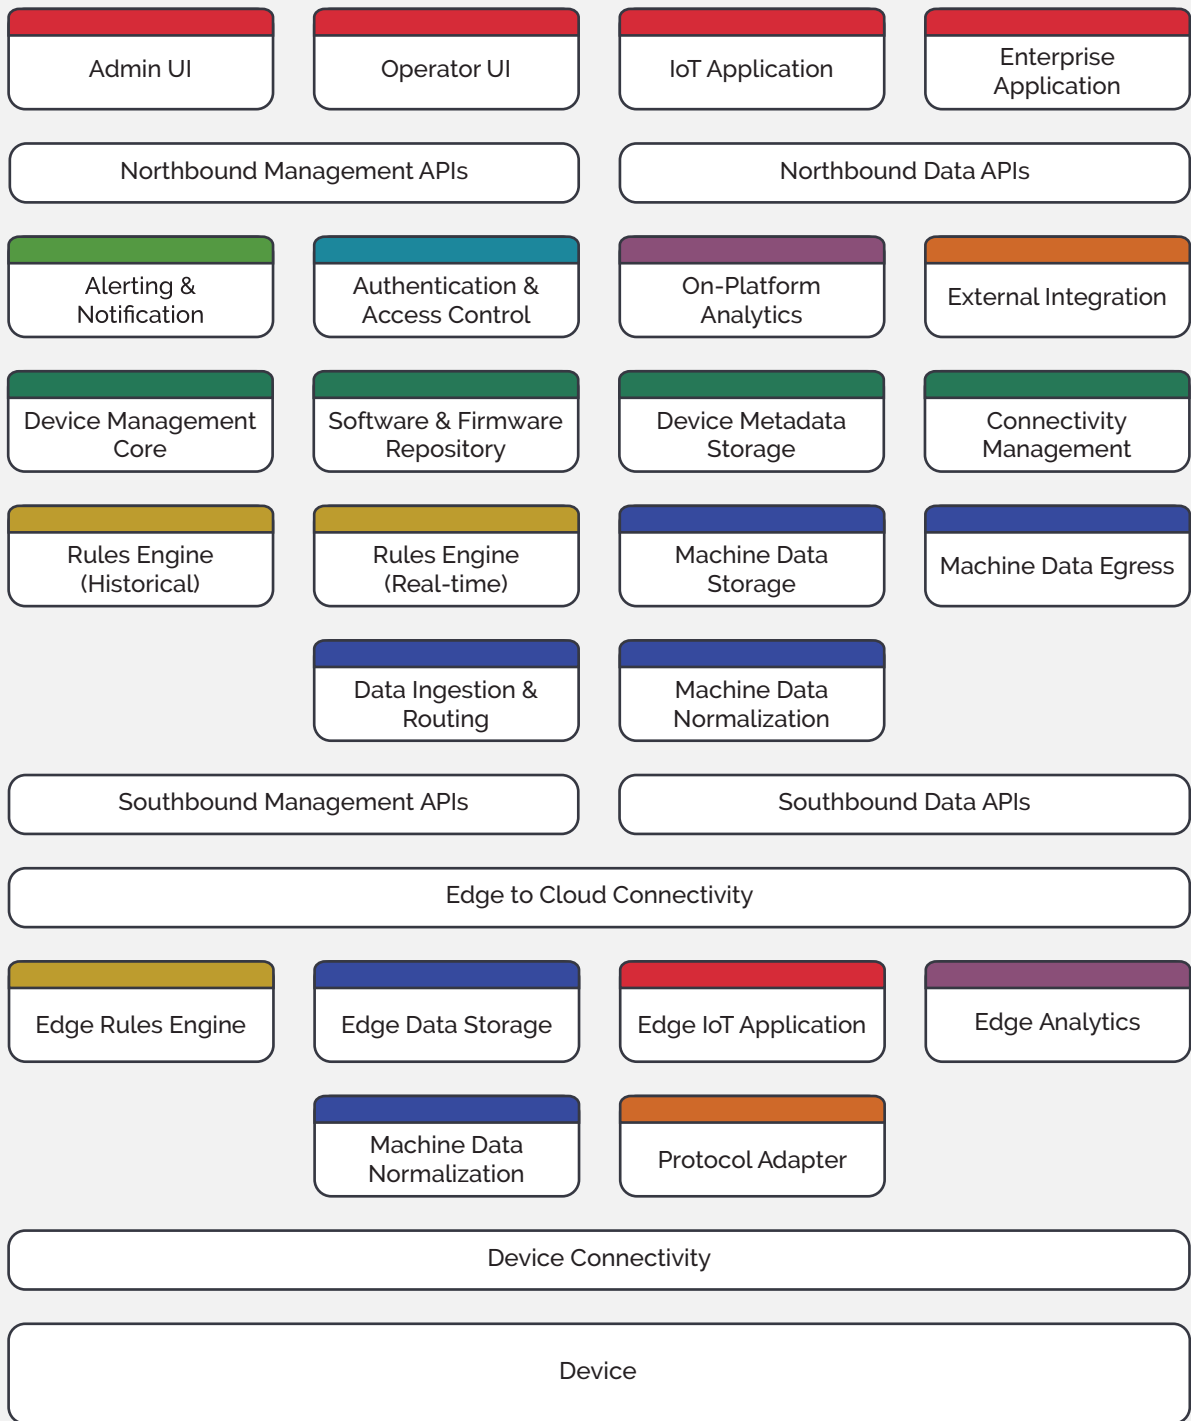 Admin UI
Operator UI
IoT Application
Enterprise
Application
Northbound Management APIs
Northbound Data APIs
Alerting &
Notification
Authentication &
Access Control
On-Platform
Analytics
External Integration
Device Management
Core
Software & Firmware
Repository
Device Metadata
Storage
Connectivity
Management
Rules Engine
(Historical)
Rules Engine
(Real-time)
Machine Data
Storage
Machine Data Egress
Data Ingestion &
Routing
Machine Data
Normalization
Southbound Management APIs
Southbound Data APIs
Edge to Cloud Connectivity
Edge Rules Engine
Edge Data Storage
Edge IoT Application
Edge Analytics
Machine Data
Normalization
Protocol Adapter
Device Connectivity
Device